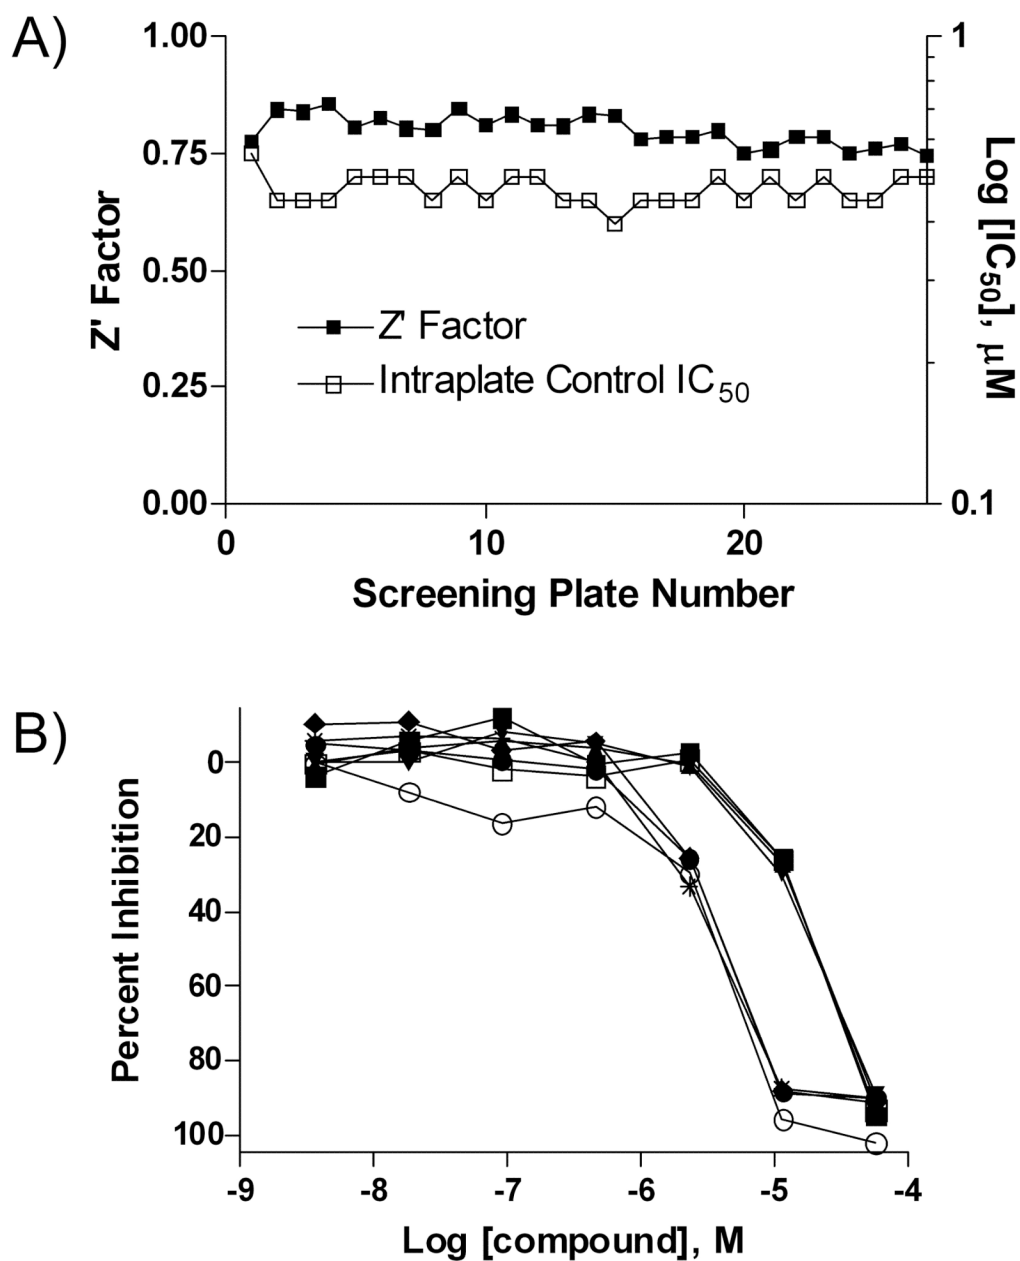 A)
1.00
0.75
0.50
0.25
0.00
Z' Factor
1
0.1
Log [IC50], μM
Z' Factor
Intraplate Control IC50
0
10
20
Screening Plate Number
B)
0
20
40
60
80
100
Percent Inhibition
-9
-8
-7
-6
-5
-4
Log [compound], M